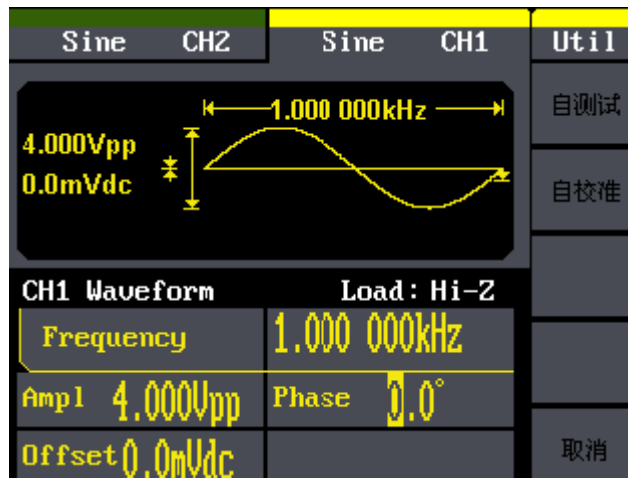 Sine CH2 Sine CH1 Util
1.000 000kHz
4.000Vpp
0.0mVdc
自测试
自校准
CH1 Waveform Load: Hi-Z
Frequency 1.000 000kHz
Ampl 4.000Vpp Phase 0.0°
Offset 0.0mVdc
取消